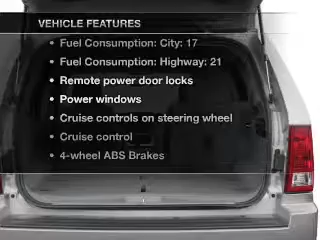 VEHICLE FEATURES
• Fuel Consumption: City: 17
• Fuel Consumption: Highway: 21
• Remote power door locks
• Power windows
• Cruise controls on steering wheel
• Cruise control
• 4-wheel ABS Brakes